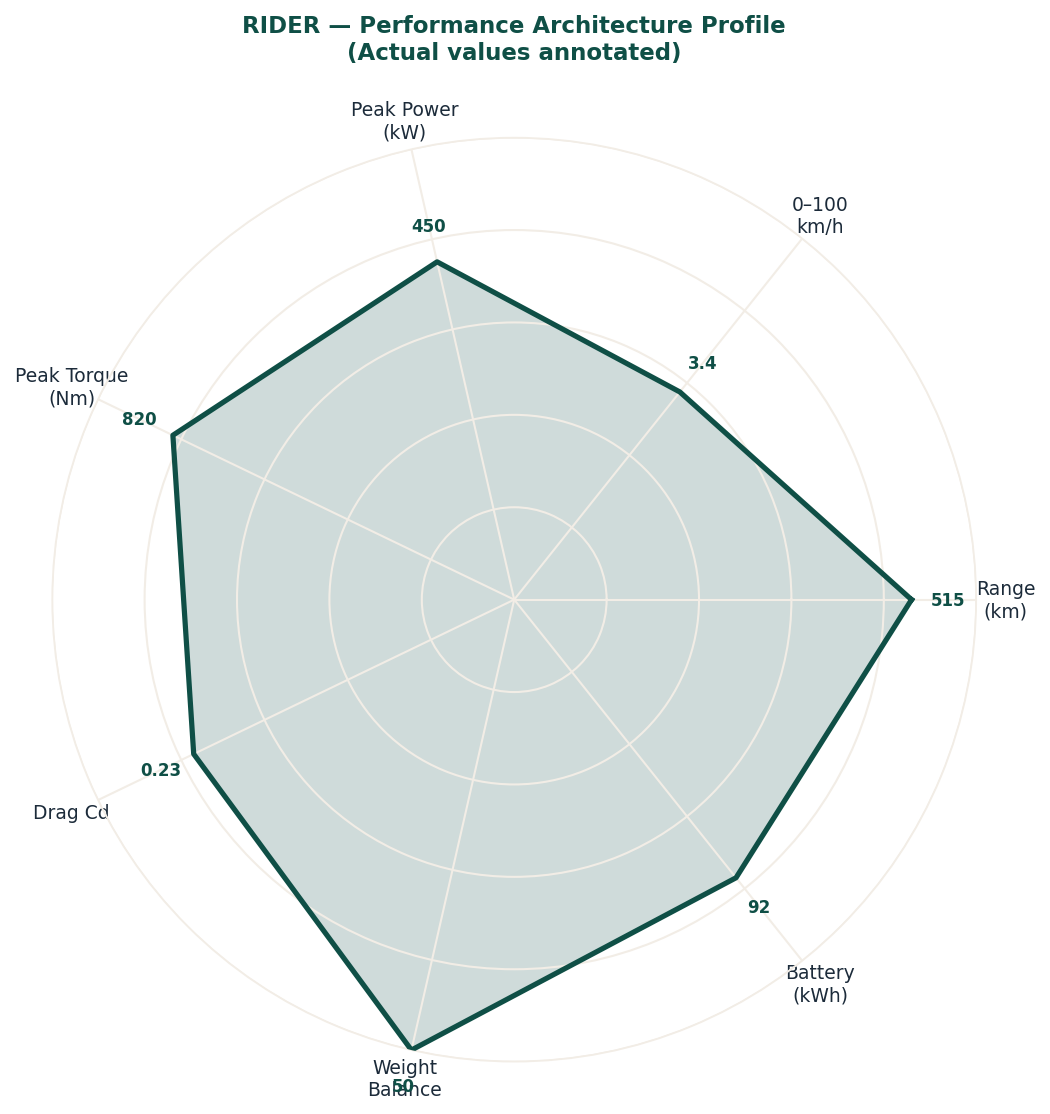 RIDER — Performance Architecture Profile
(Actual values annotated)
Peak Power
(kW)
450
0–100
km/h
3.4
Peak Torque
(Nm)
820
Range
(km)
515
0.23
Drag Cd
92
Battery
(kWh)
Weight
Balance
50